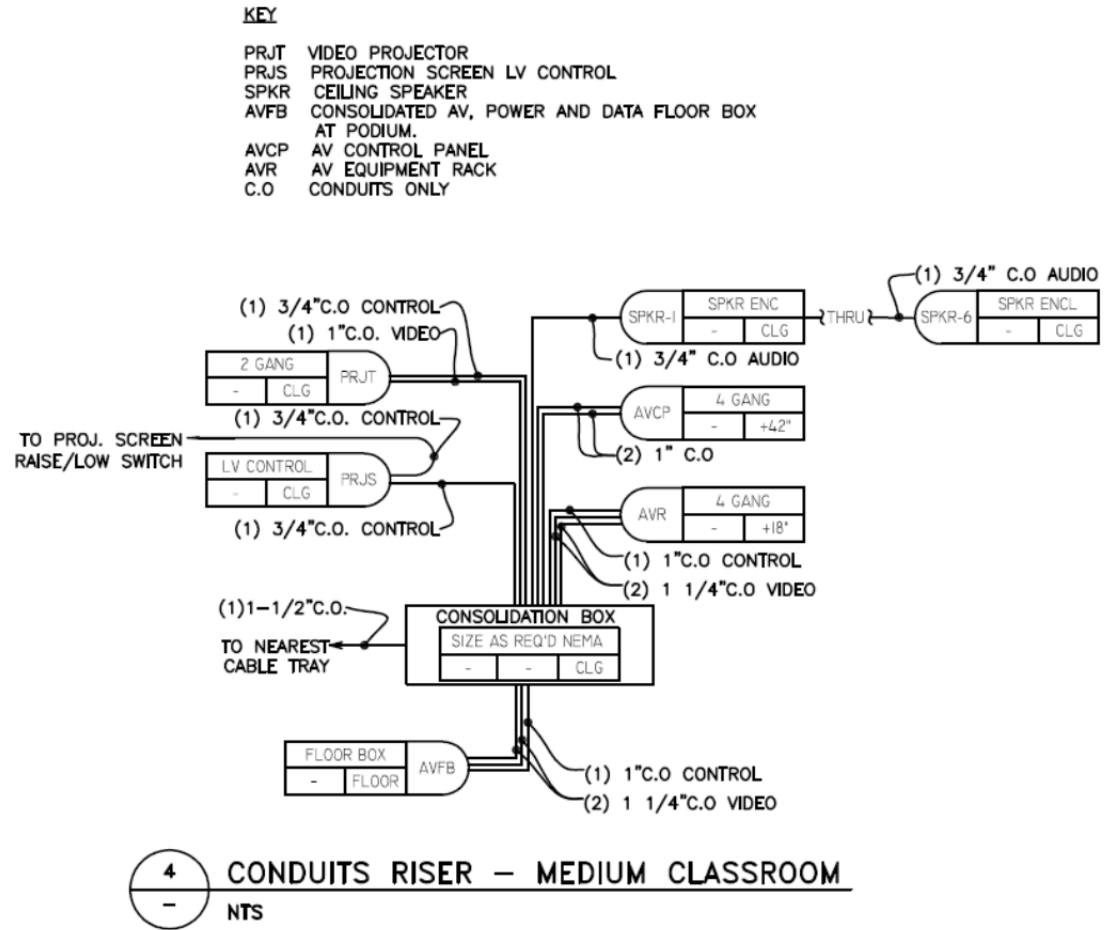 KEY
PRJT VIDEO PROJECTOR
PRJS PROJECTION SCREEN LV CONTROL
SPKR CEILING SPEAKER
AVFB CONSOLIDATED AV, POWER AND DATA FLOOR BOX
AT PODIUM.
AVCP AV CONTROL PANEL
AVR AV EQUIPMENT RACK
C.O CONDUITS ONLY
(1) 3/4" C.O AUDIO
(1) 3/4"C.O CONTROL
(1) 1"C.O. VIDEO
SPKR-1
SPKR ENC
- CLG
THRU
SPKR-6
SPKR ENCL
- CLG
(1) 3/4" C.O AUDIO
2 GANG
- CLG
PRJT
(1) 3/4"C.O. CONTROL
AVCP
4 GANG
- +42"
(2) 1" C.O
TO PROJ. SCREEN
RAISE/LOW SWITCH
LV CONTROL
- CLG
PRJS
(1) 3/4"C.O. CONTROL
AVR
4 GANG
- +18"
(1) 1"C.O CONTROL
(2) 1 1/4"C.O VIDEO
(1)1-1/2"C.O.
TO NEAREST
CABLE TRAY
CONSOLIDATION BOX
SIZE AS REQ'D NEMA
- - CLG
FLOOR BOX
- FLOOR
AVFB
(1) 1"C.O CONTROL
(2) 1 1/4"C.O VIDEO
4
-
CONDUITS RISER – MEDIUM CLASSROOM
NTS